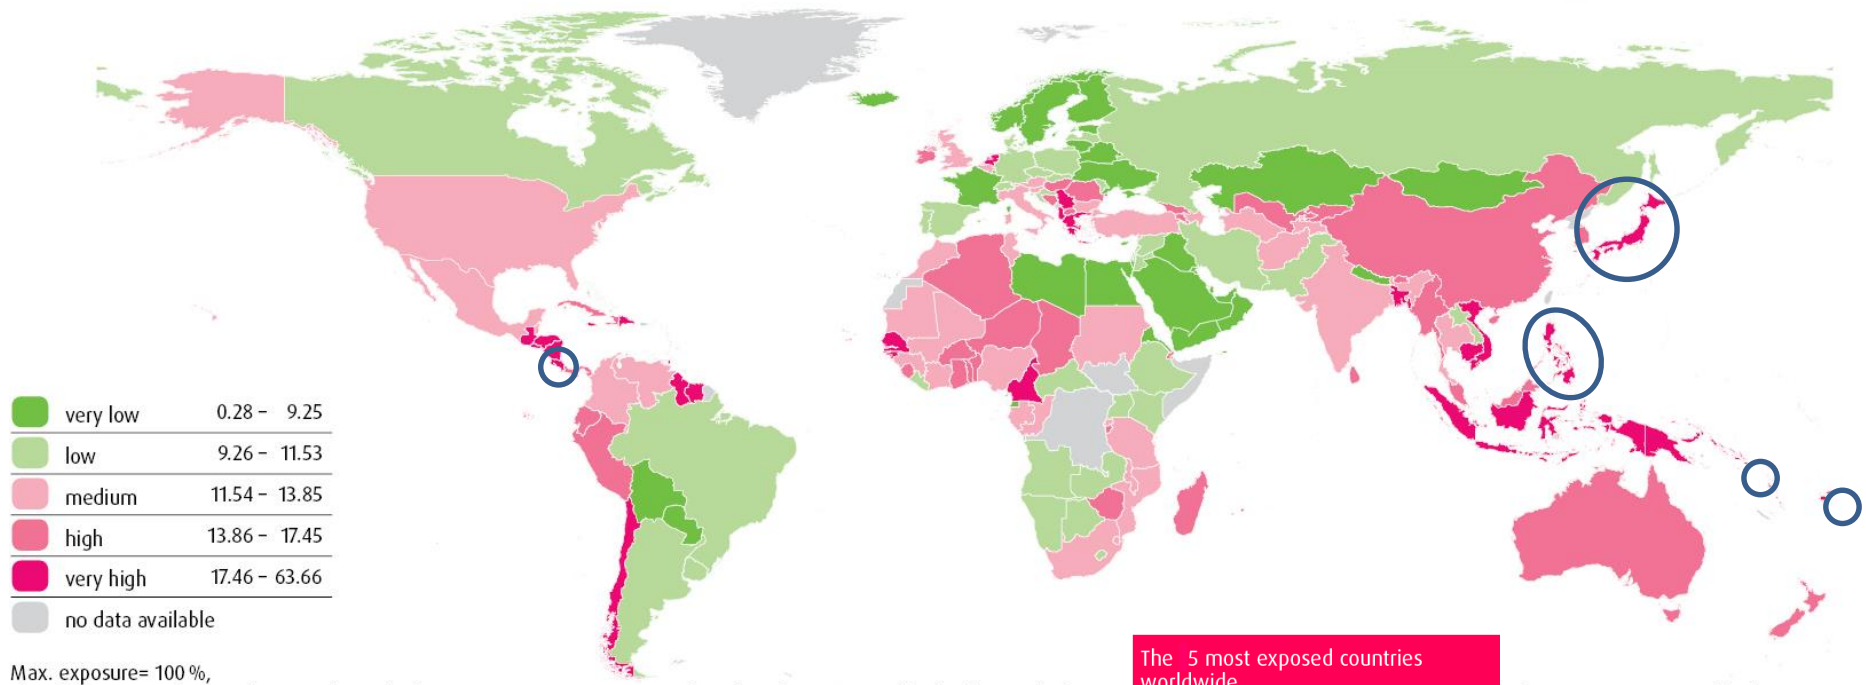 very low 0.28 – 9.25
low 9.26 – 11.53
medium 11.54 – 13.85
high 13.86 – 17.45
very high 17.46 – 63.66
no data available
Max. exposure= 100 %,
The 5 most exposed countries
worldwide